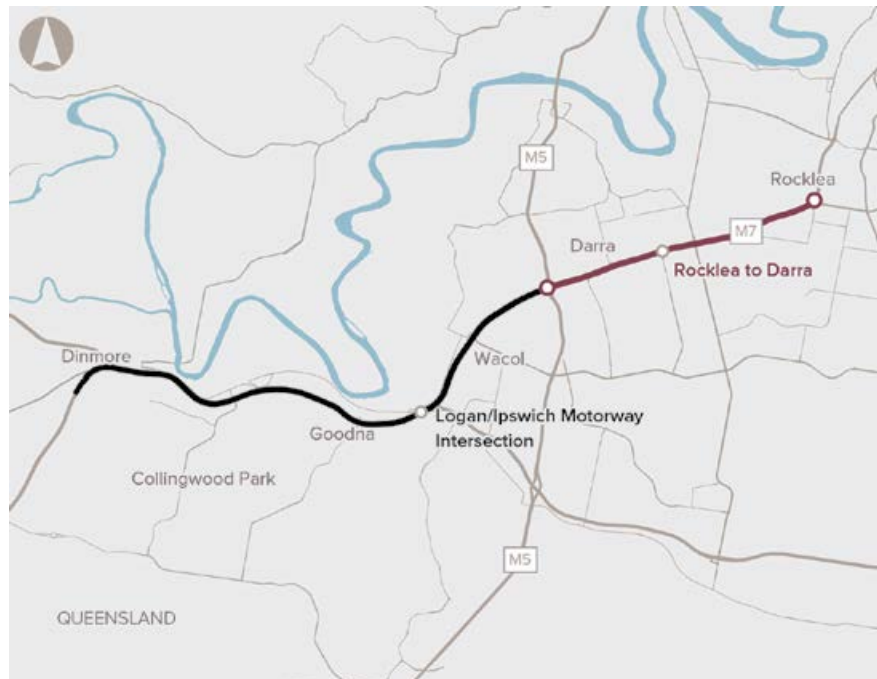 M5
Rocklea
M7
Darra
Rocklea to Darra
Dinmore
Wacol
Logan/Ipswich Motorway
Intersection
Goodna
Collingwood Park
M5
QUEENSLAND